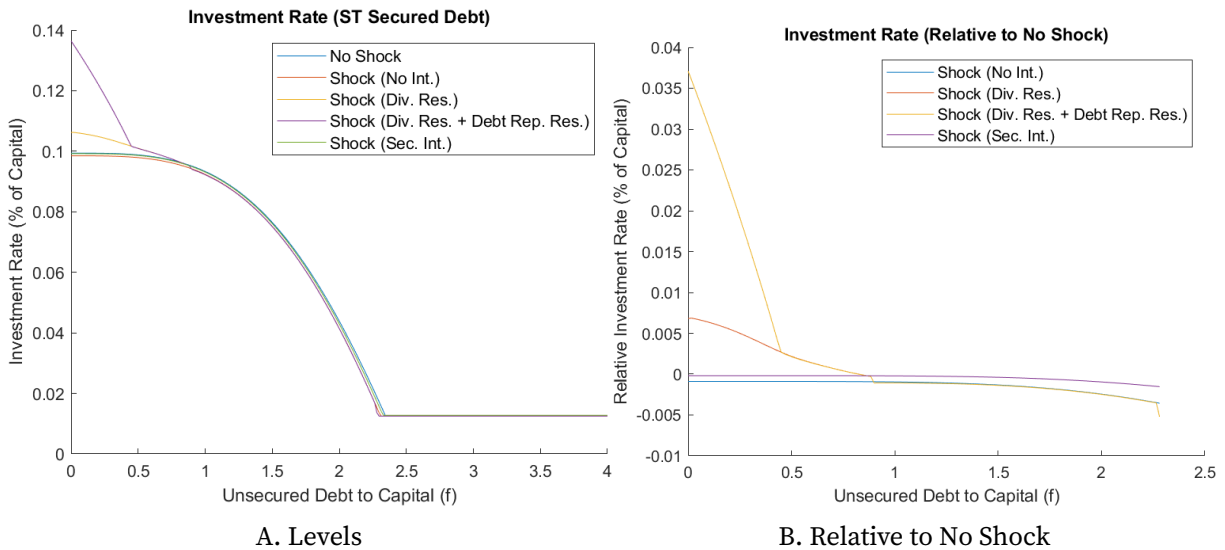 Investment Rate (ST Secured Debt)
0.14
0.12
0.1
0.08
0.06
0.04
0.02
0
Investment Rate (% of Capital)
No Shock
Shock (No Int.)
Shock (Div. Res.)
Shock (Div. Res. + Debt Rep. Res.)
Shock (Sec. Int.)
0 0.5 1 1.5 2 2.5 3 3.5 4
Unsecured Debt to Capital (f)
A. Levels
Investment Rate (Relative to No Shock)
0.04
0.035
0.03
0.025
0.02
0.015
0.01
0.005
0
-0.005
-0.01
Relative Investment Rate (% of Capital)
Shock (No Int.)
Shock (Div. Res.)
Shock (Div. Res. + Debt Rep. Res.)
Shock (Sec. Int.)
0 0.5 1 1.5 2 2.5
Unsecured Debt to Capital (f)
B. Relative to No Shock